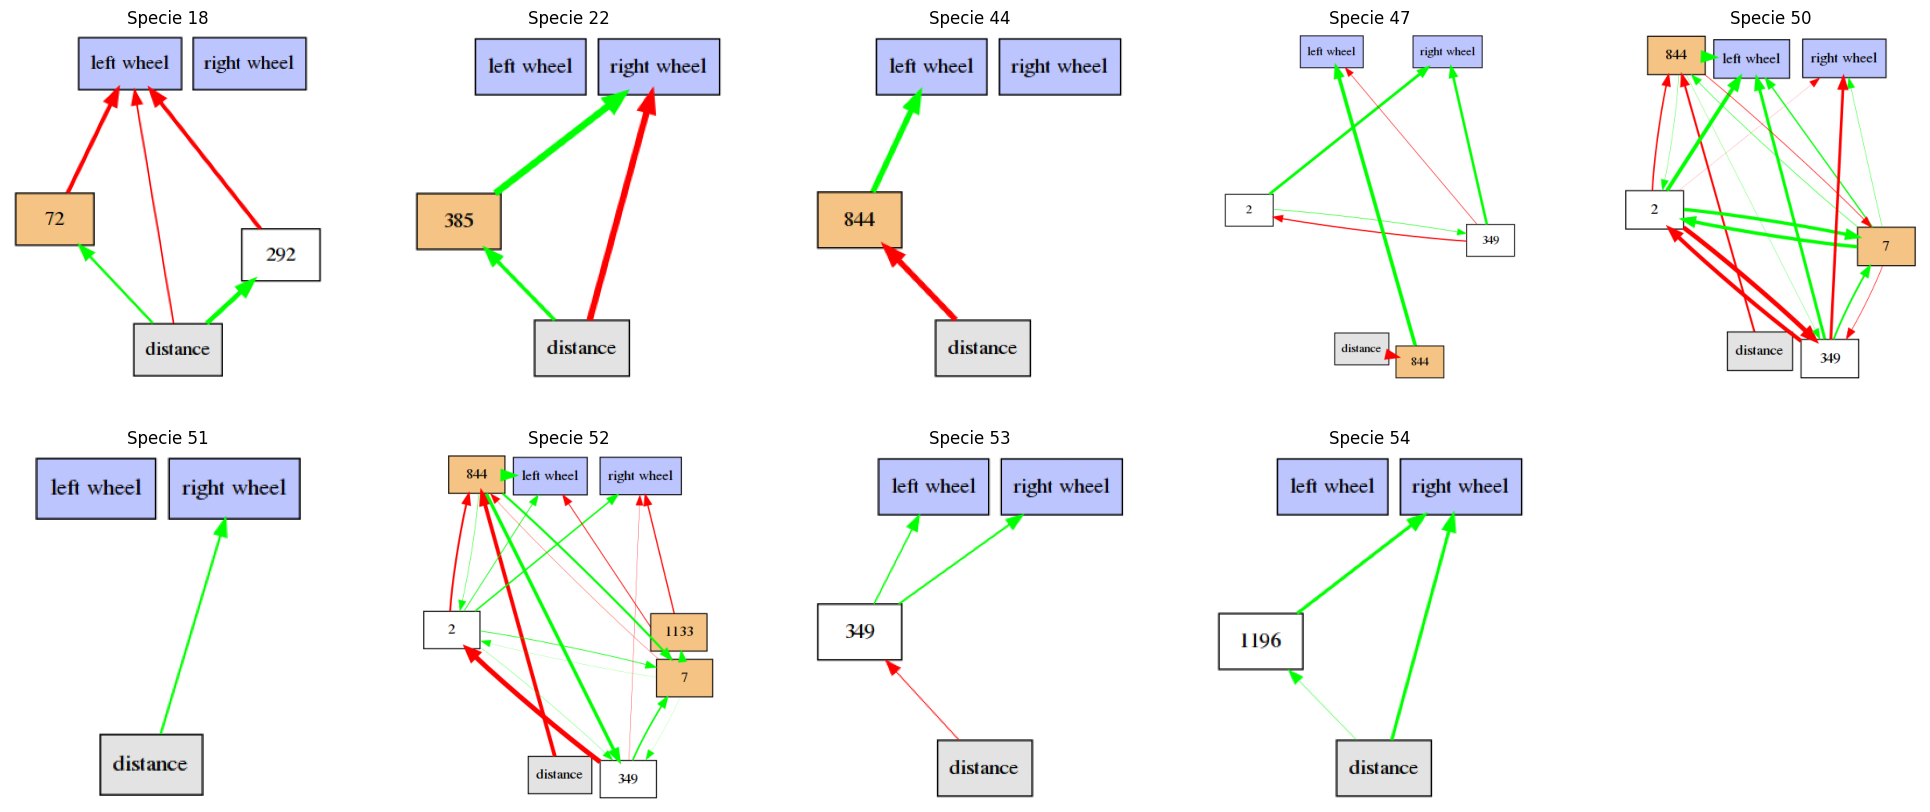 Specie 18
left wheel
right wheel
72
292
distance
Specie 22
left wheel
right wheel
385
distance
Specie 44
left wheel
right wheel
844
distance
Specie 47
left wheel
right wheel
2
349
distance
844
Specie 50
844
left wheel
right wheel
2
7
distance
349
Specie 51
left wheel
right wheel
distance
Specie 52
844
left wheel
right wheel
2
1133
7
distance
349
Specie 53
left wheel
right wheel
349
distance
Specie 54
left wheel
right wheel
1196
distance